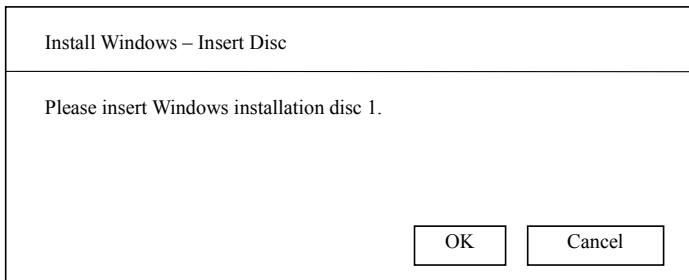 Install Windows – Insert Disc
Please insert Windows installation disc 1.
OK
Cancel